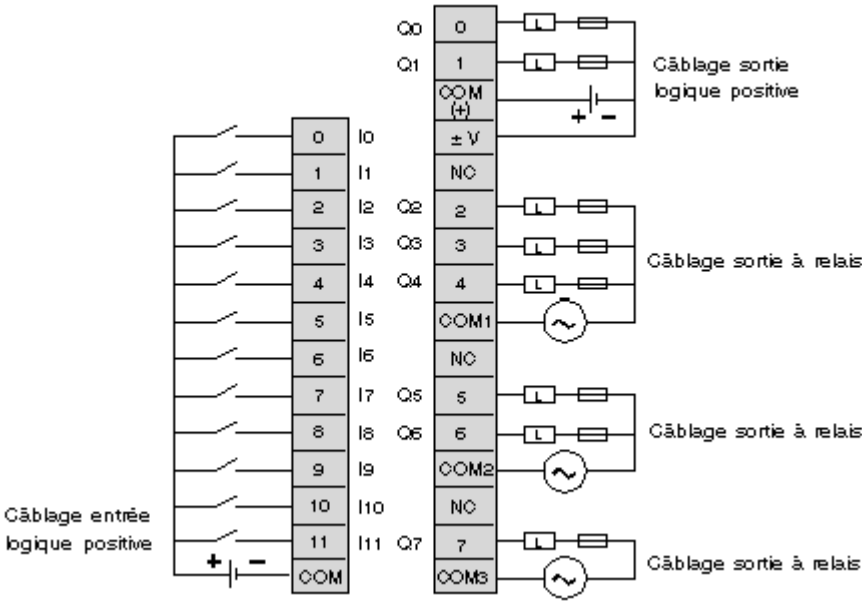 Q0 0 L
Q1 1 L
Câblage sortie
logique positive
COM
(+)
+ −
± V
0 I0
NC
1 I1
2 I2 Q2 2 L
3 I3 Q3 3 L
Câblage sortie à relais
4 I4 Q4 4 L
5 I5 COM1 ~
6 I6 NC
7 I7 Q5 5 L
8 I8 Q6 6 L
Câblage sortie à relais
9 I9 COM2 ~
10 I10 NC
Câblage entrée
logique positive
11 I11 Q7 7 L
+ −
COM COM3 ~
Câblage sortie à relais